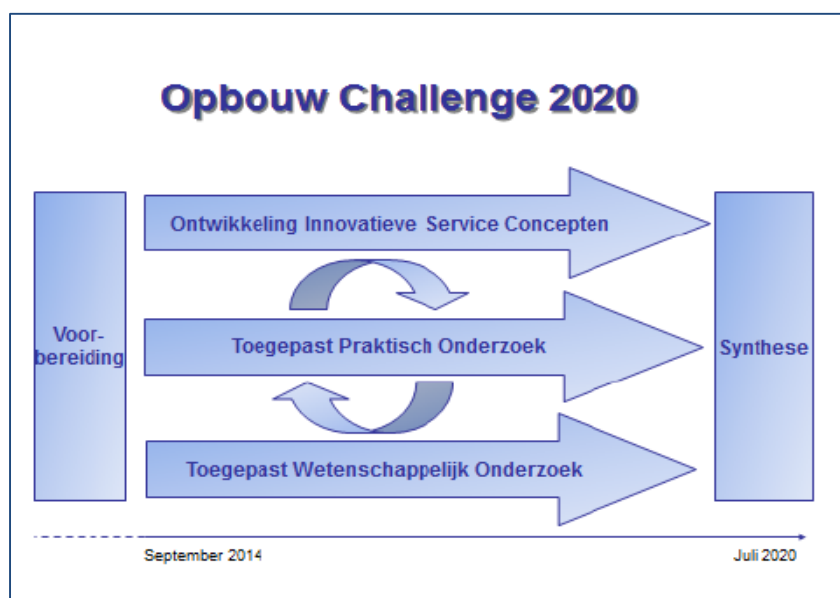 Opbouw Challenge 2020
Ontwikkeling Innovatieve Service Concepten
Voor-
bereiding
Toegepast Praktisch Onderzoek
Synthese
Toegepast Wetenschappelijk Onderzoek
September 2014
Juli 2020